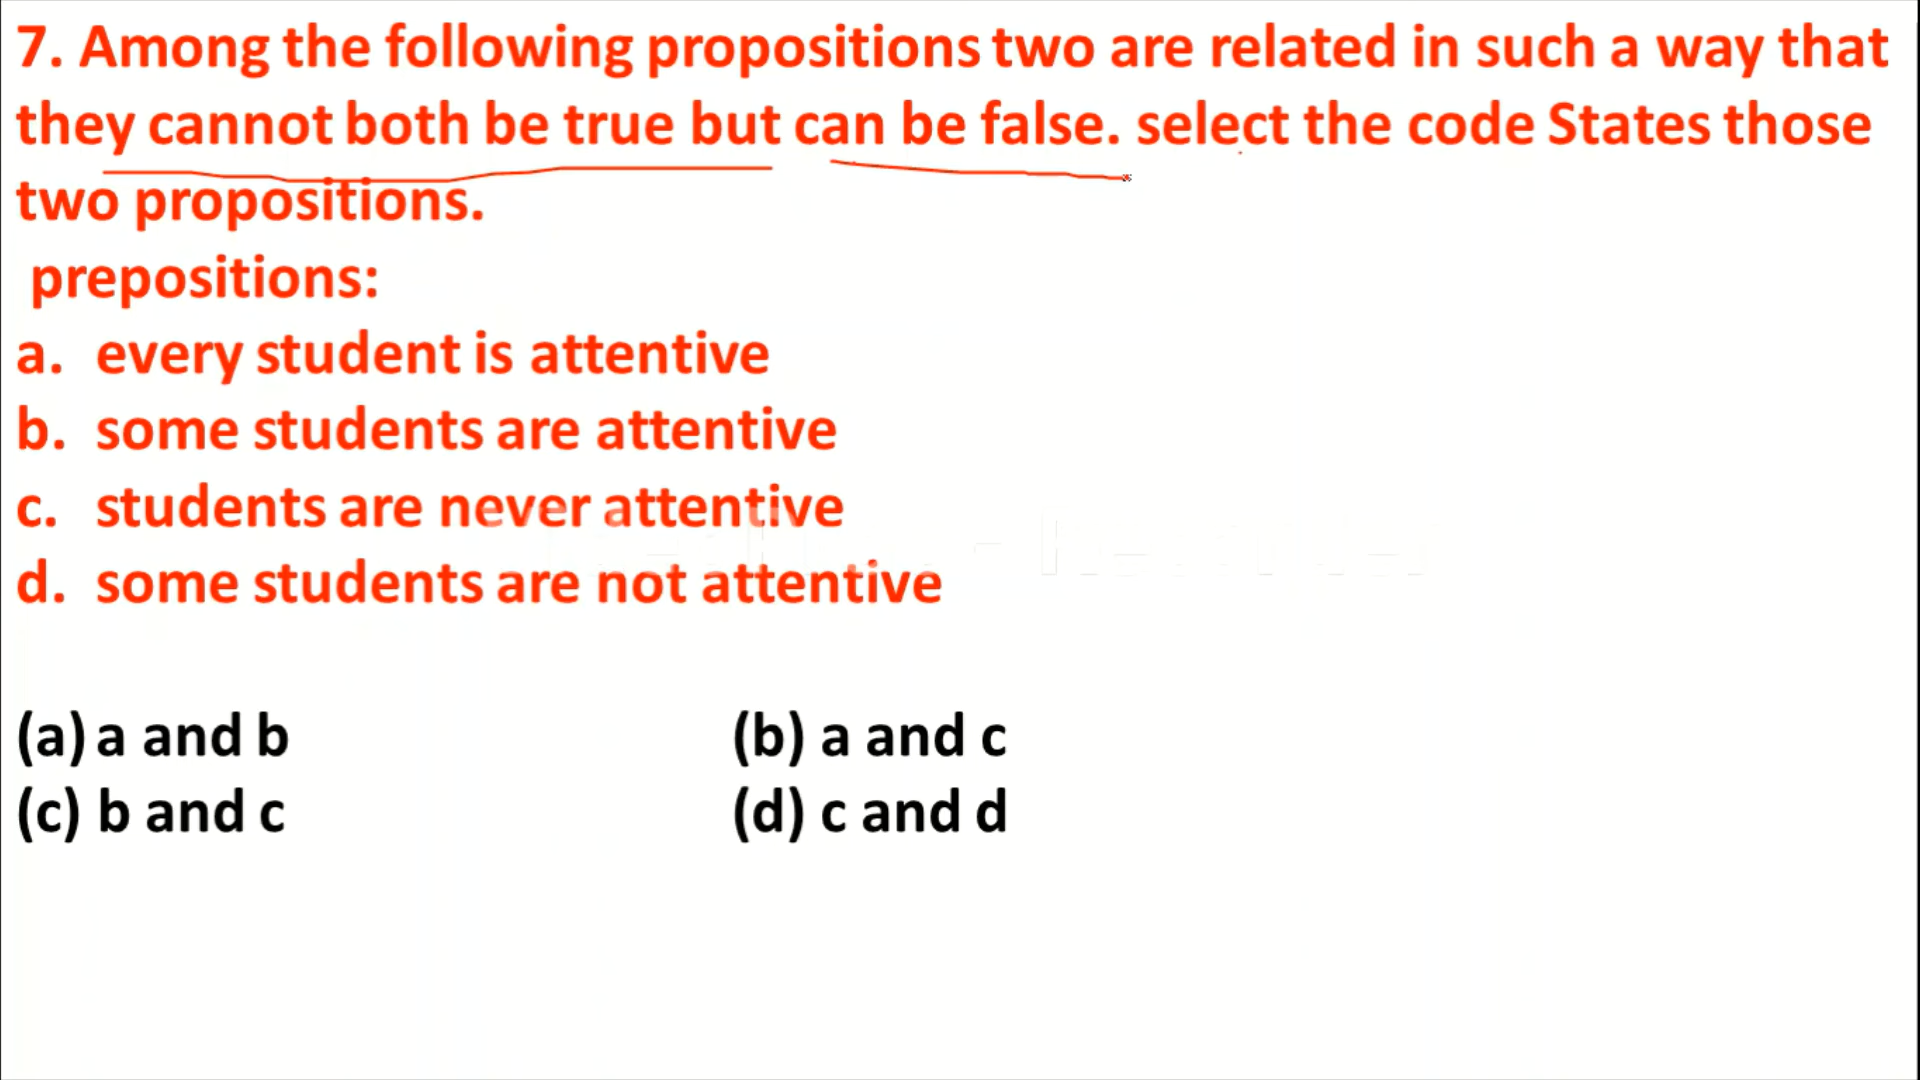 7. Among the following propositions two are related in such a way that
they cannot both be true but can be false. select the code States those
two propositions.
prepositions:
a. every student is attentive
b. some students are attentive
c. students are never attentive
d. some students are not attentive
(a) a and b (b) a and c
(c) b and c (d) c and d